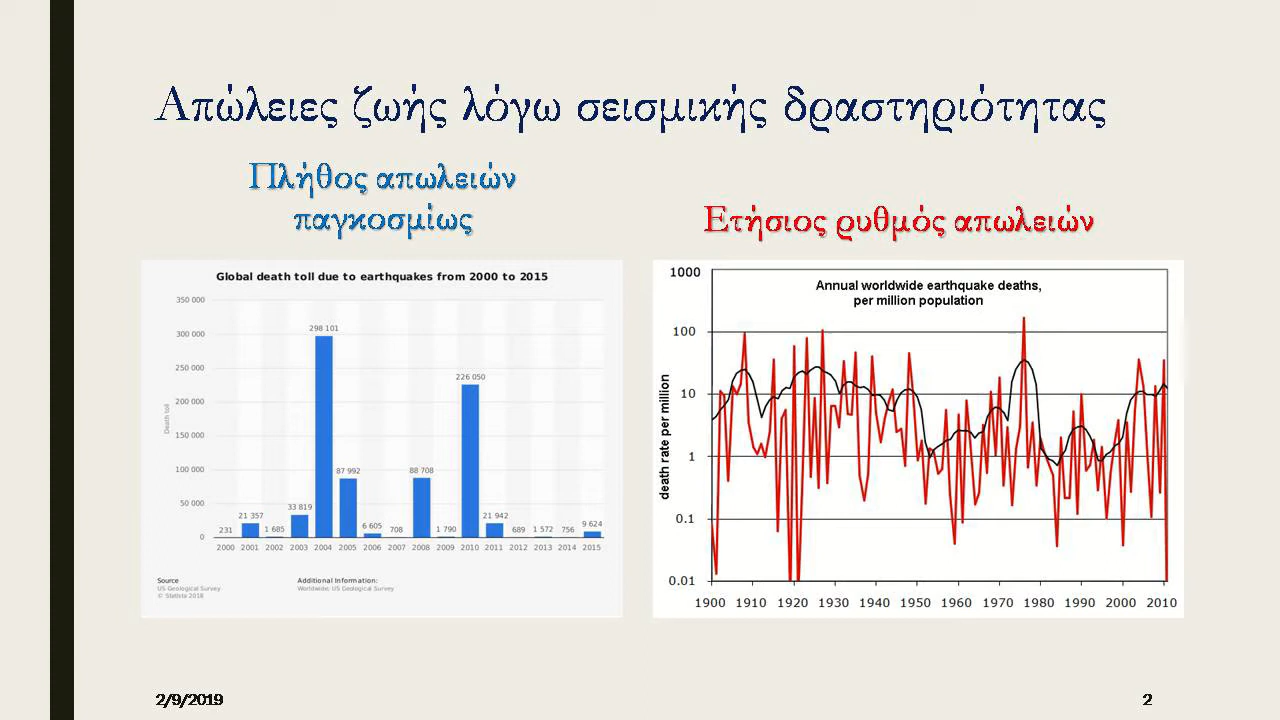 Απώλειες ζωής λόγω σεισμικής δραστηριότητας
Πλήθος απωλειών
παγκοσμίως
Ετήσιος ρυθμός απωλειών
Global death toll due to earthquakes from 2000 to 2015
350 000
300 000
250 000
200 000
150 000
100 000
50 000
0
Death toll
231
21 357
1 685
33 819
298 101
87 992
6 605
708
88 708
1 790
226 050
21 942
689
1 572
756
9 624
2000 2001 2002 2003 2004 2005 2006 2007 2008 2009 2010 2011 2012 2013 2014 2015
Source
US Geological Survey
© Statista 2018
Additional Information:
Worldwide; US Geological Survey
Annual worldwide earthquake deaths,
per million population
death rate per million
1000
100
10
1
0.1
0.01
1900 1910 1920 1930 1940 1950 1960 1970 1980 1990 2000 2010
2/9/2019
2